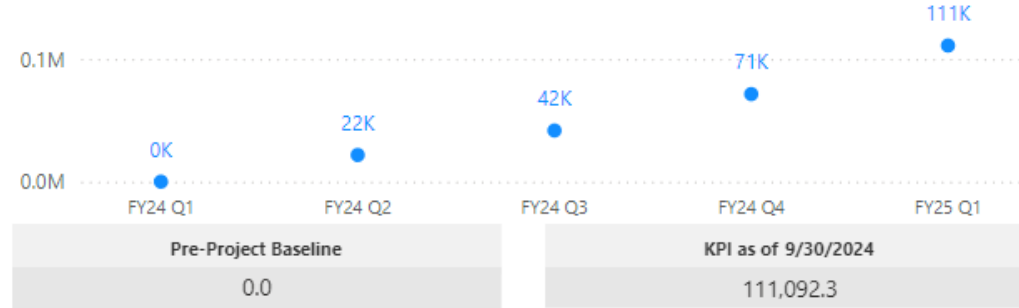 111K
0.1M
71K
42K
22K
0K
0.0M
FY24 Q1 FY24 Q2 FY24 Q3 FY24 Q4 FY25 Q1
Pre-Project Baseline KPI as of 9/30/2024
0.0 111,092.3